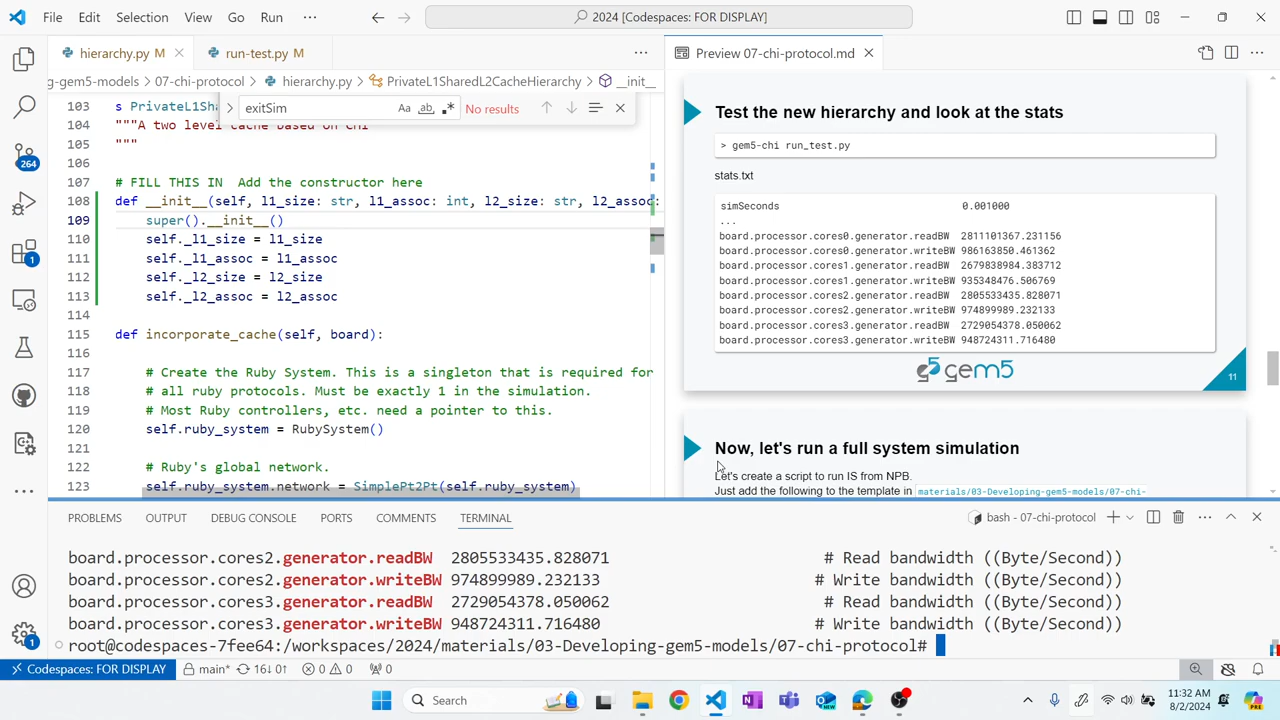 File Edit Selection View Go Run ··· 2024 [Codespaces: FOR DISPLAY]
hierarchy.py M
run-test.py M
Preview 07-chi-protocol.md
g-gem5-models > 07-chi-protocol > hierarchy.py > PrivateL1SharedL2CacheHierarchy > __init__
exitSim Aa ab .* No results
103 s PrivateL1Sha
104 """A two level cache based on CHI
105 """
106
107 # FILL THIS IN Add the constructor here
108 def __init__(self, l1_size: str, l1_assoc: int, l2_size: str, l2_assoc:
109 super().__init__()
110 self._l1_size = l1_size
111 self._l1_assoc = l1_assoc
112 self._l2_size = l2_size
113 self._l2_assoc = l2_assoc
114
115 def incorporate_cache(self, board):
116
117 # Create the Ruby System. This is a singleton that is required for
118 # all ruby protocols. Must be exactly 1 in the simulation.
119 # Most Ruby controllers, etc. need a pointer to this.
120 self.ruby_system = RubySystem()
121
122 # Ruby's global network.
123 self.ruby_system.network = SimplePt2Pt(self.ruby_system)
Test the new hierarchy and look at the stats
> gem5-chi run_test.py
stats.txt
simSeconds 0.001000
...
board.processor.cores0.generator.readBW 2811101367.231156
board.processor.cores0.generator.writeBW 986163850.461362
board.processor.cores1.generator.readBW 2679838984.383712
board.processor.cores1.generator.writeBW 935348476.506769
board.processor.cores2.generator.readBW 2805533435.828071
board.processor.cores2.generator.writeBW 974899989.232133
board.processor.cores3.generator.readBW 2729054378.050062
board.processor.cores3.generator.writeBW 948724311.716480
gem5
11
Now, let's run a full system simulation
Let's create a script to run IS from NPB.
Just add the following to the template in materials/03-Developing-gem5-models/07-chi-
264
1
1
PROBLEMS OUTPUT DEBUG CONSOLE PORTS COMMENTS TERMINAL
bash - 07-chi-protocol
board.processor.cores2.generator.readBW 2805533435.828071 # Read bandwidth ((Byte/Second))
board.processor.cores2.generator.writeBW 974899989.232133 # Write bandwidth ((Byte/Second))
board.processor.cores3.generator.readBW 2729054378.050062 # Read bandwidth ((Byte/Second))
board.processor.cores3.generator.writeBW 948724311.716480 # Write bandwidth ((Byte/Second))
root@codespaces-7fee64:/workspaces/2024/materials/03-Developing-gem5-models/07-chi-protocol#
Codespaces: FOR DISPLAY main* 16↓ 0↑ 0 0 0
Search
11:32 AM
8/2/2024
PRE